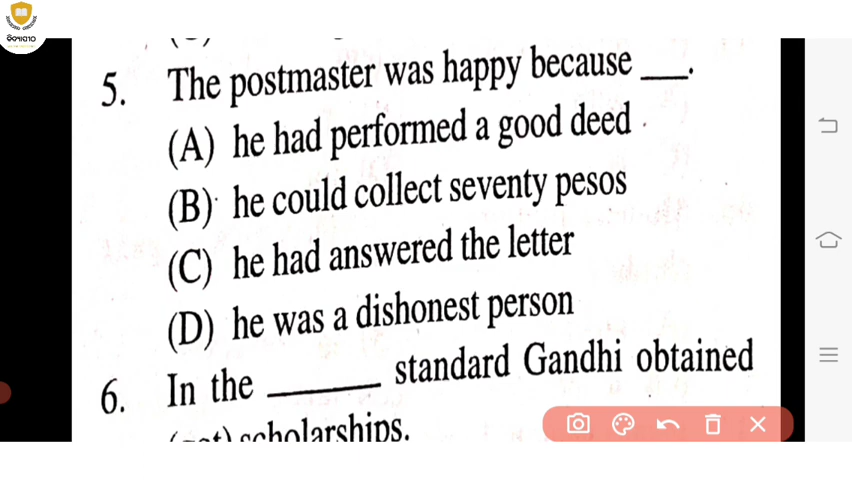 ଦିକ୍ଷାପୀଠ
5. The postmaster was happy because ___.
(A) he had performed a good deed
(B) he could collect seventy pesos
(C) he had answered the letter
(D) he was a dishonest person
6. In the ______ standard Gandhi obtained
scholarships.